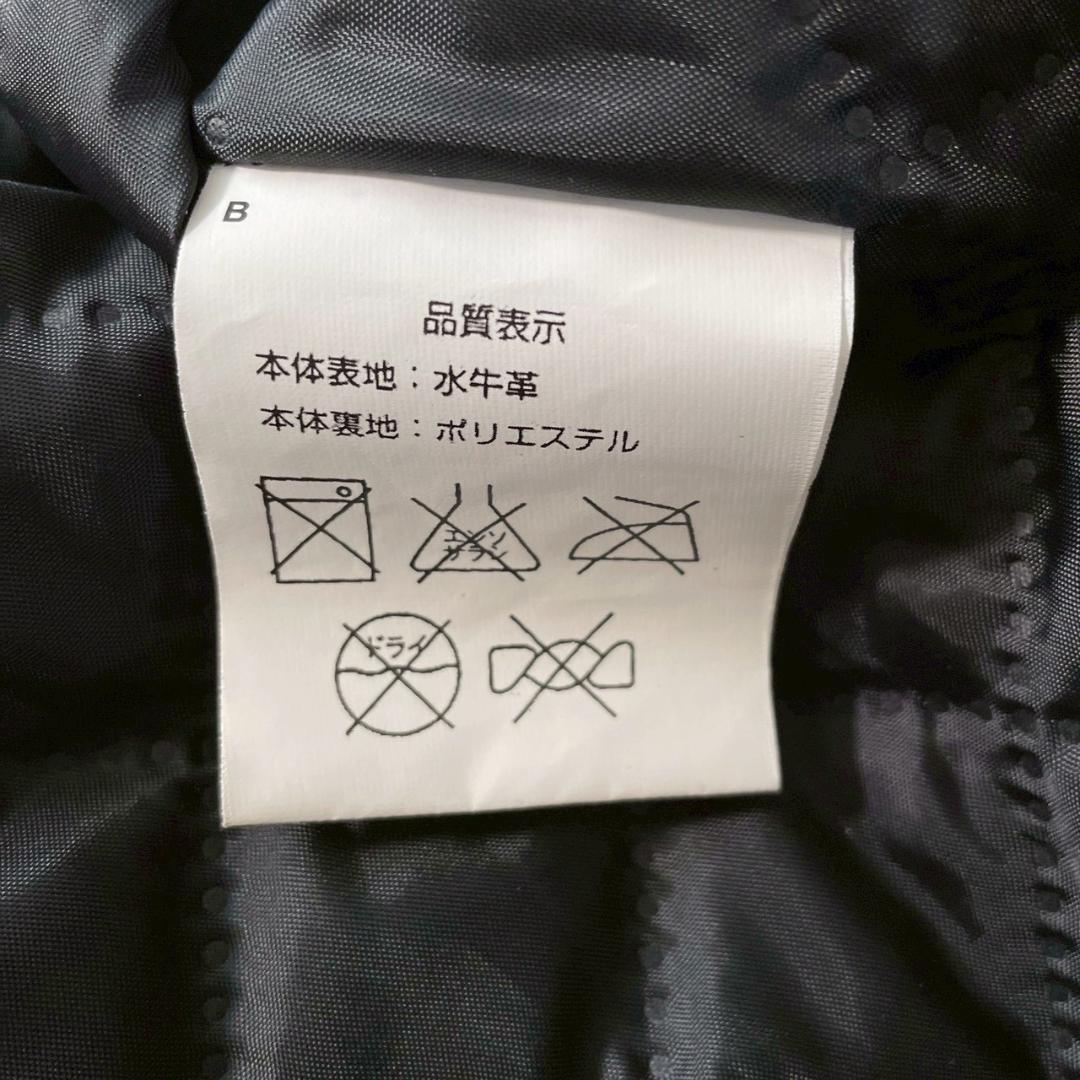 B
品質表示
本体表地：水牛革
本体裏地：ポリエステル
エンソ
サラシ
ドライ